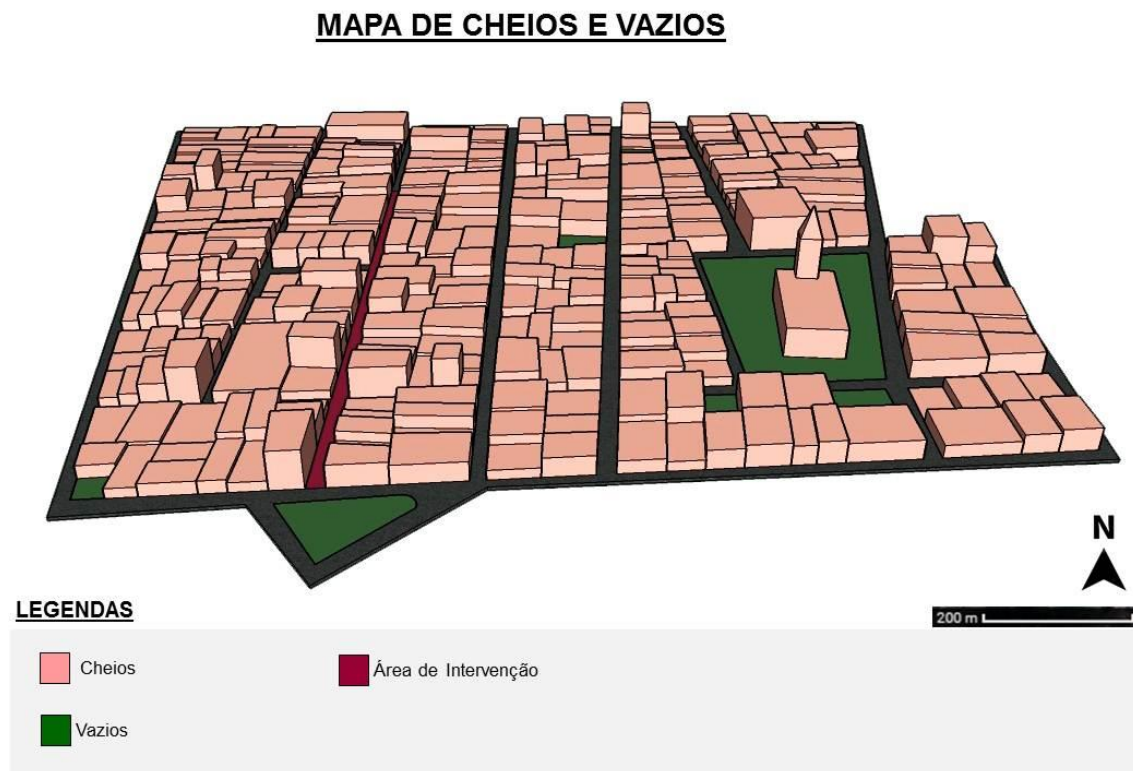 MAPA DE CHEIOS E VAZIOS
N
200 m
LEGENDAS
Cheios
Área de Intervenção
Vazios